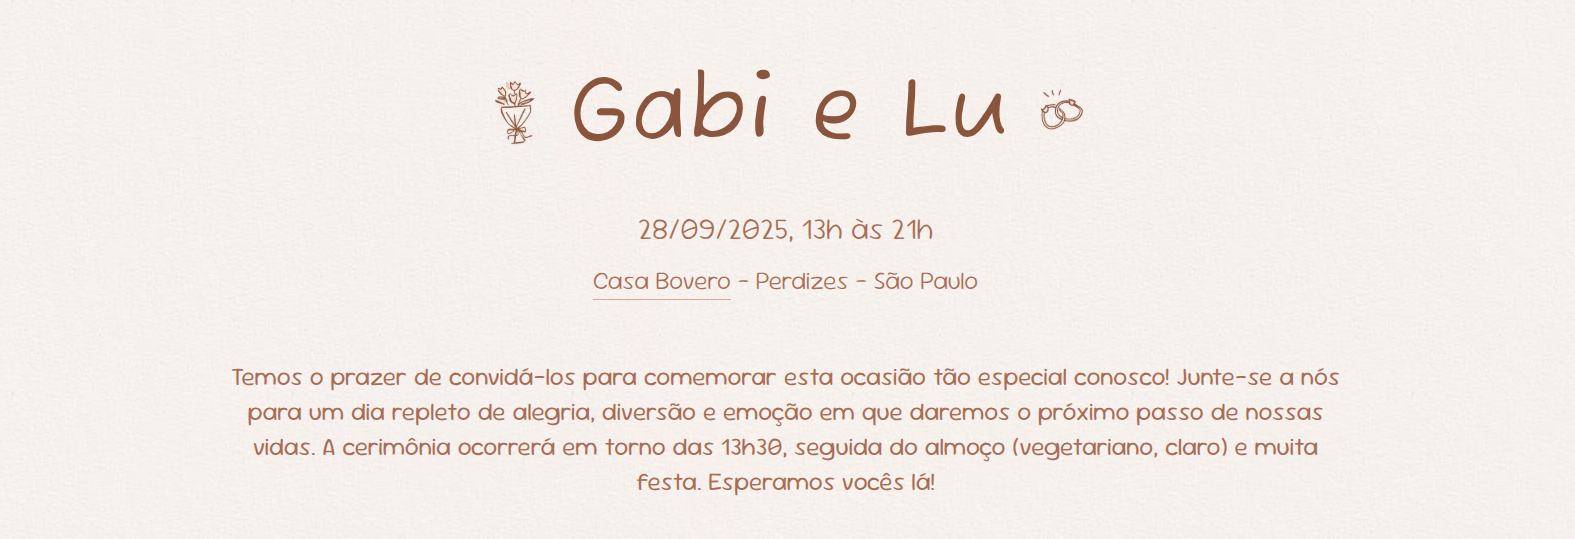 Gabi e Lu
28/09/2025, 13h às 21h
Casa Bovero - Perdizes - São Paulo
Temos o prazer de convidá-los para comemorar esta ocasião tão especial conosco! Junte-se a nós
para um dia repleto de alegria, diversão e emoção em que daremos o próximo passo de nossas
vidas. A cerimônia ocorrerá em torno das 13h30, seguida do almoço (vegetariano, claro) e muita
festa. Esperamos vocês lá!